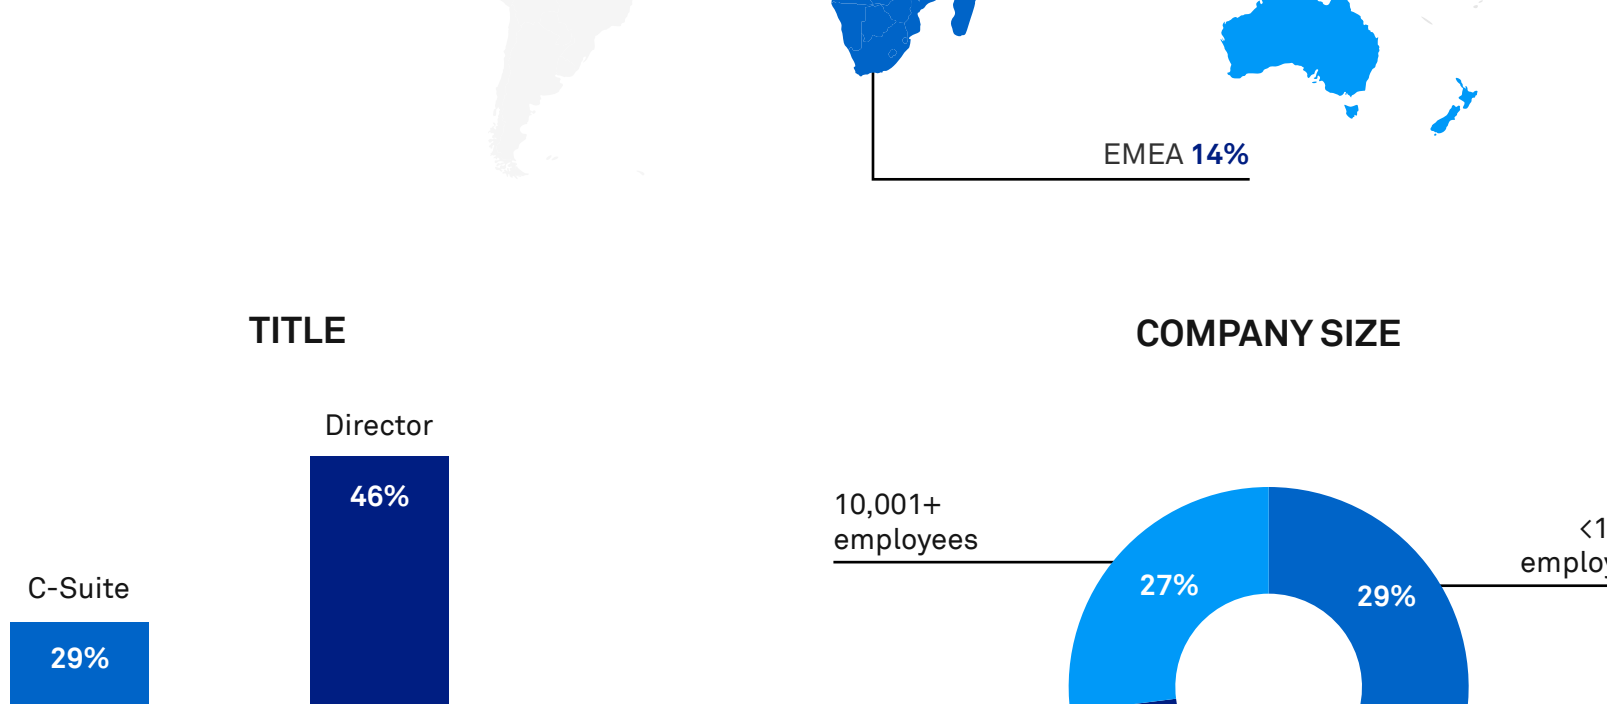 EMEA 14%
TITLE
COMPANY SIZE
Director
46%
C-Suite
29%
10,001+
employees
27%
29%